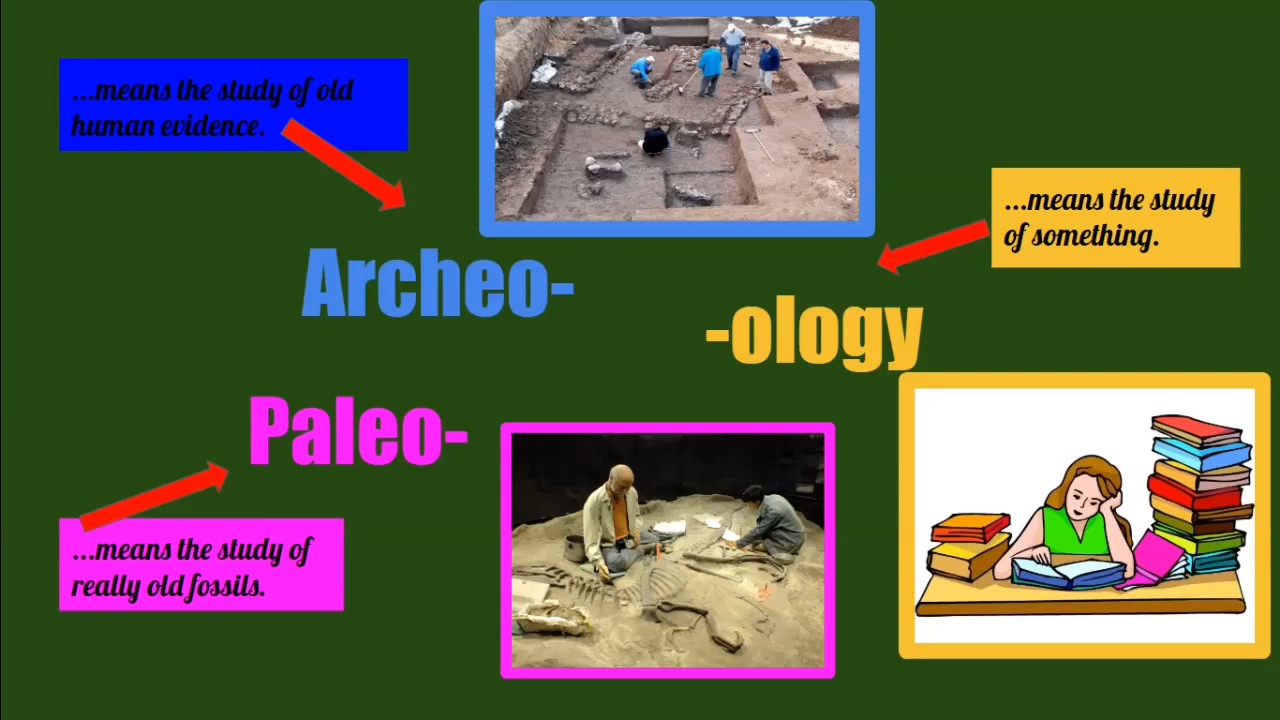 ...means the study of old
human evidence.
...means the study
of something.
Archeo-
-ology
Paleo-
...means the study of
really old fossils.